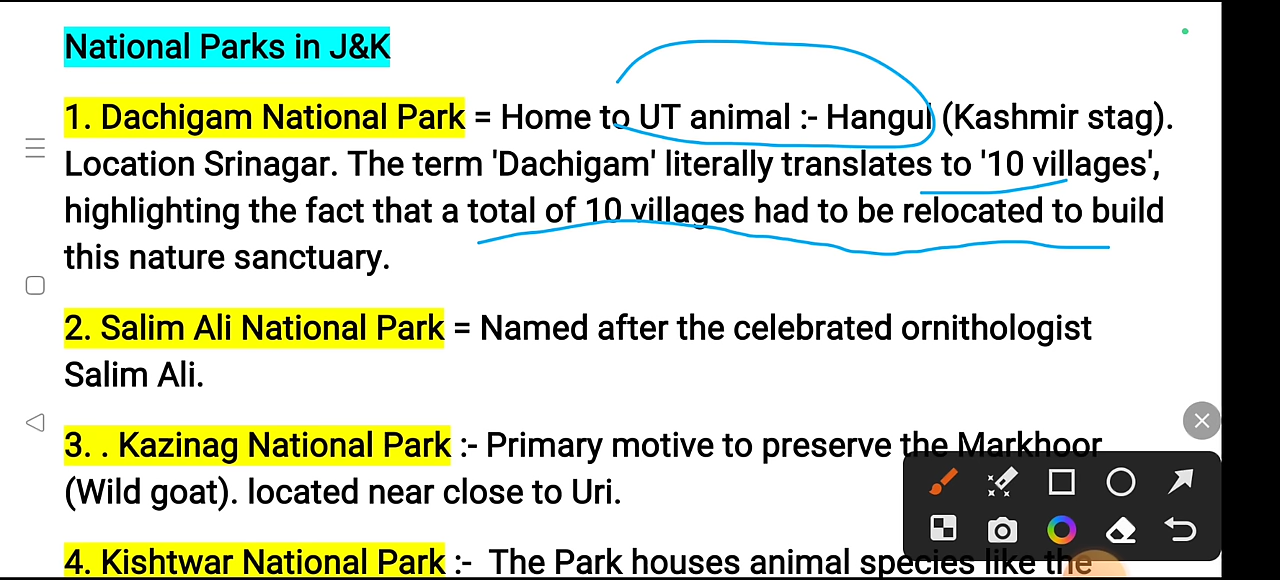 National Parks in J&K
1. Dachigam National Park = Home to UT animal :- Hangul (Kashmir stag).
Location Srinagar. The term 'Dachigam' literally translates to '10 villages',
highlighting the fact that a total of 10 villages had to be relocated to build
this nature sanctuary.
2. Salim Ali National Park = Named after the celebrated ornithologist
Salim Ali.
3. . Kazinag National Park :- Primary motive to preserve the Markhoor
(Wild goat). located near close to Uri.
4. Kishtwar National Park :- The Park houses animal species like the